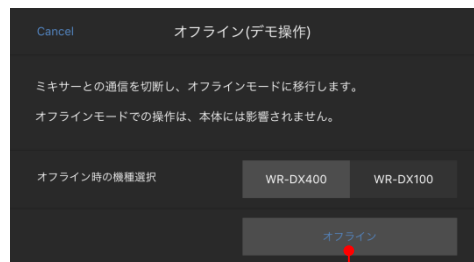 Cancel オフライン(デモ操作)
ミキサーとの通信を切断し、オフラインモードに移行します。
オフラインモードでの操作は、本体には影響されません。
オフライン時の機種選択 WR-DX400 WR-DX100
オフライン